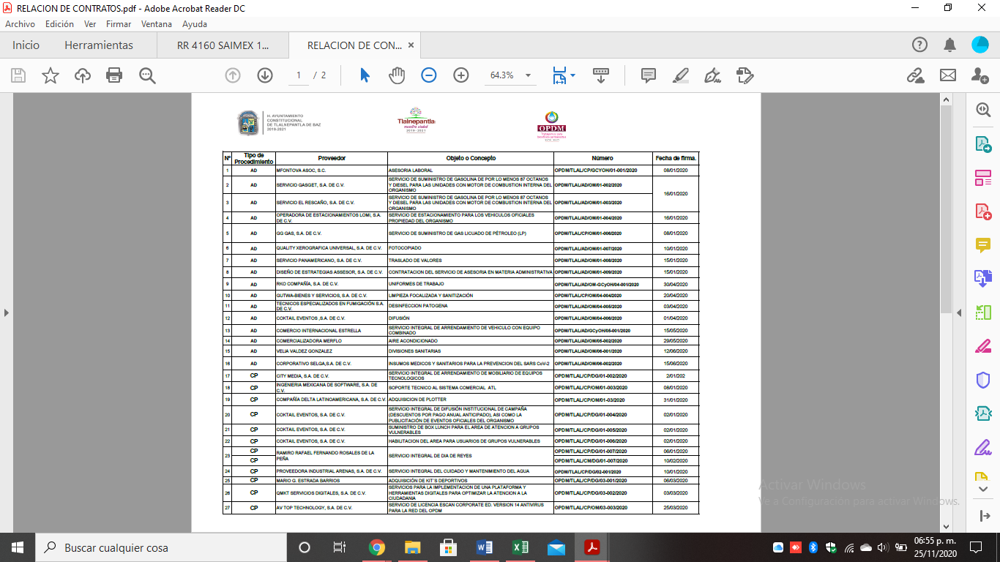 RELACION DE CONTRATOS.pdf - Adobe Acrobat Reader DC
Archivo Edición Ver Firmar Ventana Ayuda
Inicio Herramientas RR 4160 SAIMEX 1... RELACION DE CON... ×
1 / 2 64.3%
H. AYUNTAMIENTO
CONSTITUCIONAL
DE TLALNEPANTLA DE BAZ
2019-2021
Tlalnepantla
nuestra ciudad
2019 - 2021
OPDM
Nº Tipo de Procedimiento Proveedor Objeto o Concepto Número Fecha de firma.
1 AD MFONTOVA ASOC, S.C. ASESORIA LABORAL OPDM/TLAL/CP/GCYOH/01-001/2020 08/01/2020
2 AD SERVICIO GASGET, S.A. DE C.V. SERVICIO DE SUMINISTRO DE GASOLINA DE POR LO MENOS 87 OCTANOS Y DIESEL PARA LAS UNIDADES CON MOTOR DE COMBUSTION INTERNA DEL ORGANISMO OPDM/TLAL/AD/OM/01-002/2020 16/01/2020
3 AD SERVICIO EL RESCAÑO, S.A. DE C.V. SERVICIO DE SUMINISTRO DE GASOLINA DE POR LO MENOS 87 OCTANOS Y DIESEL PARA LAS UNIDADES CON MOTOR DE COMBUSTION INTERNA DEL ORGANISMO OPDM/TLAL/AD/OM/01-003/2020
4 AD OPERADORA DE ESTACIONAMIENTOS LOMI, S.A. DE C.V. SERVICIO DE ESTACIONAMIENTO PARA LOS VEHICULOS OFICIALES PROPIEDAD DEL ORGANISMO OPDM/TLAL/AD/OM/01-004/2020 16/01/2020
5 AD GG GAS, S.A. DE C.V. SERVICIO DE SUMINISTRO DE GAS LICUADO DE PÉTROLEO (LP) OPDM/TLAL/CP/OM/01-006/2020 08/01/2020
6 AD QUALITY XEROGRAFICA UNIVERSAL, S.A. DE C.V. FOTOCOPIADO OPDM/TLAL/AD/OM/01-007/2020 10/01/2020
7 AD SERVICIO PANAMERICANO, S.A. DE C.V. TRASLADO DE VALORES OPDM/TLAL/AD/OM/01-008/2020 15/01/2020
8 AD DISEÑO DE ESTRATEGIAS ASSESOR, S.A. DE C.V. CONTRATACION DEL SERVICIO DE ASESORIA EN MATERIA ADMINISTRATIVA OPDM/TLAL/AD/OM/01-009/2020 15/01/2020
9 AD RKO COMPAÑÍA, S.A. DE C.V. UNIFORMES DE TRABAJO OPDM/TLAL/AD/OM-GCyOH/04-001/2020 30/04/2020
10 AD GUTWA-BIENES Y SERVICIOS, S.A. DE C.V. LIMPIEZA FOCALIZADA Y SANITIZACIÓN OPDM/TLAL/CP/OM/04-004/2020 20/04/2020
11 AD TECNICOS ESPECIALIZADOS EN FUMIGACIÓN S.A. DE C.V. DESINFECCION PATOGENA OPDM/TLAL/AD/OM/04-005/2020 03/04/2020
12 AD COKTAIL EVENTOS ,S.A. DE C.V. DIFUSIÓN OPDM/TLAL/AD/OM/04-006/2020 01/04/2020
13 AD COMERCIO INTERNACIONAL ESTRELLA SERVICIO INTEGRAL DE ARRENDAMIENTO DE VEHICULO CON EQUIPO COMBINADO OPDM/TLAL/AD/GCyOH/05-001/2020 15/05/2020
14 AD COMERCIALIZADORA MERFLO AIRE ACONDICIONADO OPDM/TLAL/AD/OM/05-002/2020 29/05/2020
15 AD VELIA VALDEZ GONZALEZ DIVISIONES SANITARIAS OPDM/TLAL/AD/OM/06-001/2020 12/06/2020
16 AD CORPORATIVO SELGA,S.A. DE C.V. INSUMOS MEDICOS Y SANITARIOS PARA LA PREVENCION DEL SARS CoV-2 OPDM/TLAL/AD/OM/06-002/2020 15/06/2020
17 CP CITY MEDIA, S.A. DE C.V. SERVICIO INTEGRAL DE ARRENDAMIENTO DE MOBILIARIO DE EQUIPOS TECNOLOGICOS OPDM/TLAL/CP/DG/01-002/2020 2/01/202
18 CP INGENERIA MEXICANA DE SOFTWARE, S.A. DE C.V. SOPORTE TECNICO AL SISTEMA COMERCIAL ATL OPDM/TLAL/CP/OM/01-003/2020 08/01/2020
19 CP COMPAÑÍA DELTA LATINOAMERICANA, S.A. DE C.V. ADQUISICION DE PLOTTER OPDM/TLAL/CP/OM/01-03/2020 31/01/2020
20 CP COKTAIL EVENTOS, S.A. DE C.V. SERVICIO INTEGRAL DE DIFUSIÓN INSTITUCIONAL DE CAMPAÑA (DESCUENTOS POR PAGO ANUAL ANTICIPADO), ASI COMO LA PUBLICITACIÓN DE EVENTOS OFICIALES DEL ORGANISMO OPDM/TLAL/CP/DG/01-004/2020 02/01/2020
21 CP COKTAIL EVENTOS, S.A. DE C.V. SUMINISTRO DE BOX LUNCH PARA EL AREA DE ATENCION A GRUPOS VULNERABLES OPDM/TLAL/CP/DG/01-005/2020 02/01/2020
22 CP COKTAIL EVENTOS, S.A. DE C.V. HABILITACION DEL AREA PARA USUARIOS DE GRUPOS VULNERABLES OPDM/TLAL/CP/DG/01-006/2020 02/01/2020
23 CP RAMIRO RAFAEL FERNANDO ROSALES DE LA PEÑA SERVICIO INTEGRAL DE DIA DE REYES OPDM/TLAL/CP/DG/01-007/2020 06/01/2020
CP OPDM/TLAL/CM/DG/01-007/2020 10/02/2020
24 CP PROVEEDORA INDUSTRIAL ARENAS, S.A. DE C.V. SERVICIO INTEGRAL DEL CUIDADO Y MANTENIMIENTO DEL AGUA OPDM/TLAL/CP/DG/02-001/2020 10/01/2020
25 CP MARIO G. ESTRADA BARRIOS ADQUISICIÓN DE KIT´S DEPORTIVOS OPDM/TLAL/CP/DG/03-001/2020 06/03/2020
26 CP QMKT SERVICIOS DIGITALES, S.A. DE C.V. SERVICIOS PARA LA IMPLEMENTACION DE UNA PLATAFORMA Y HERRAMIENTAS DIGITALES PARA OPTIMIZAR LA ATENCION A LA CIUDADANIA OPDM/TLAL/CP/DG/03-002/2020 03/03/2020
27 CP AV TOP TECHNOLOGY, S.A. DE C.V. SERVICIO DE LICENCIA ESCAN CORPORATE ED. VERSION 14 ANTIVIRUS PARA LA RED DEL OPDM OPDM/TLAL/CP/OM/03-003/2020 25/03/2020
Activar Windows
Ve a Configuración para activar Windows.
Buscar cualquier cosa
06:55 p. m.
25/11/2020